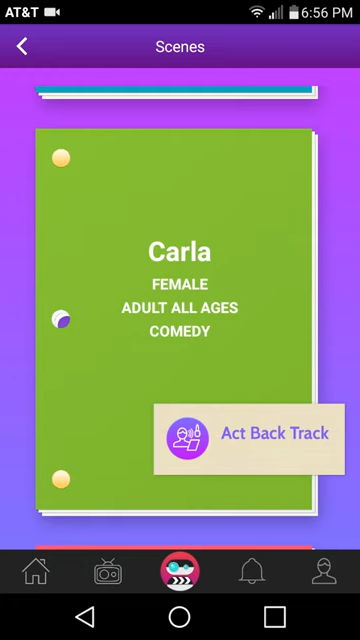 AT&T
6:56 PM
Scenes
Carla
FEMALE
ADULT ALL AGES
COMEDY
Act Back Track